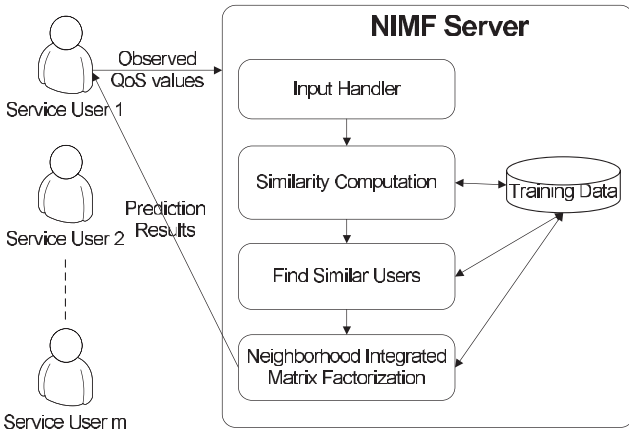 NIMF Server
Observed
QoS values
Service User 1
Input Handler
Similarity Computation
Training Data
Service User 2
Prediction
Results
Find Similar Users
Neighborhood Integrated
Matrix Factorization
Service User m